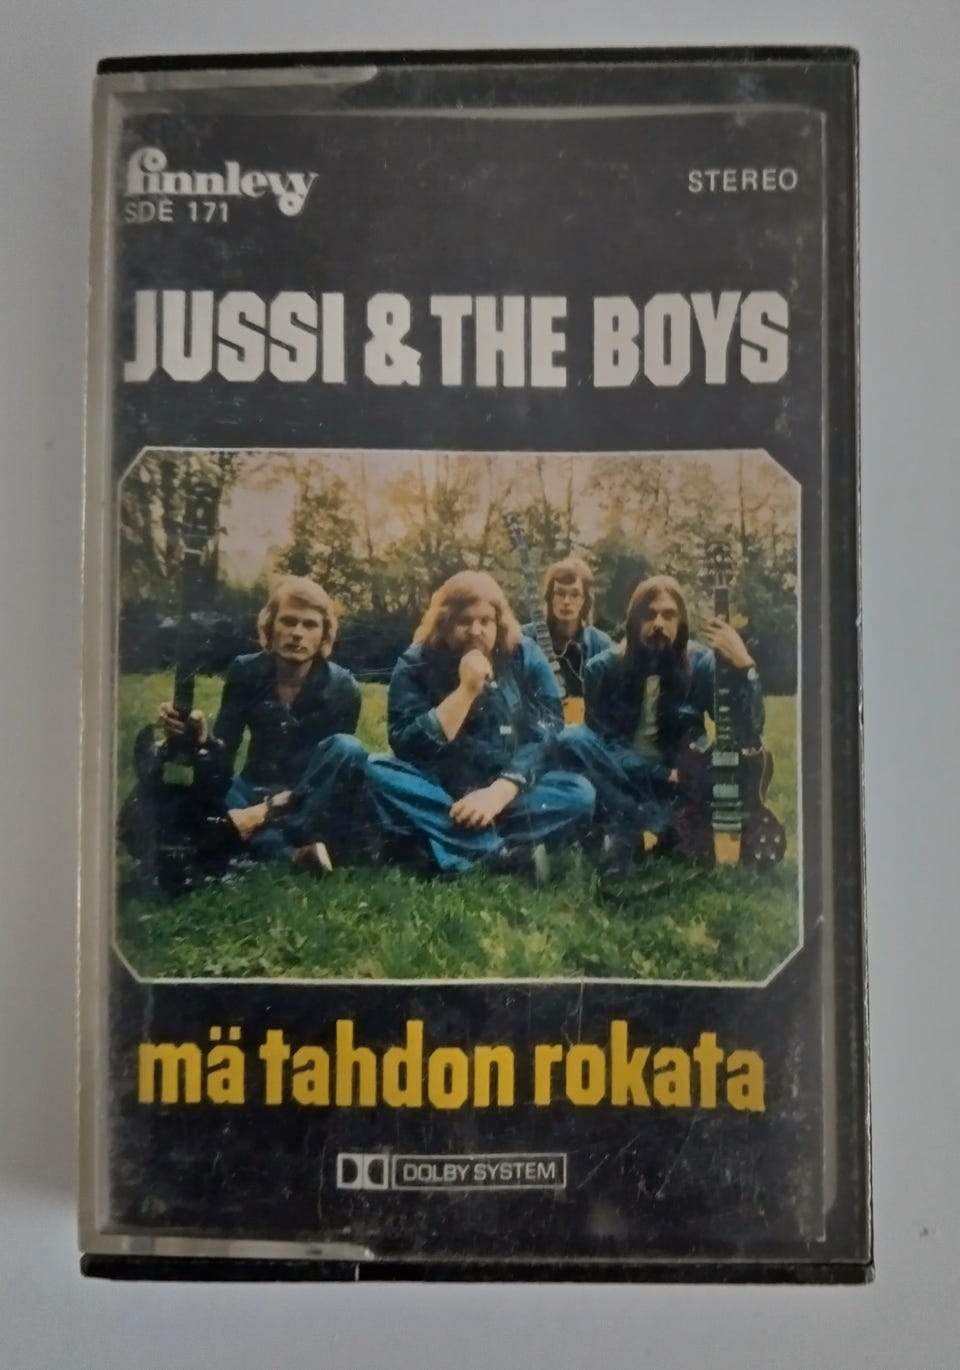 finnlevy
STEREO
SDE 171
JUSSI & THE BOYS
mä tahdon rokata
DOLBY SYSTEM